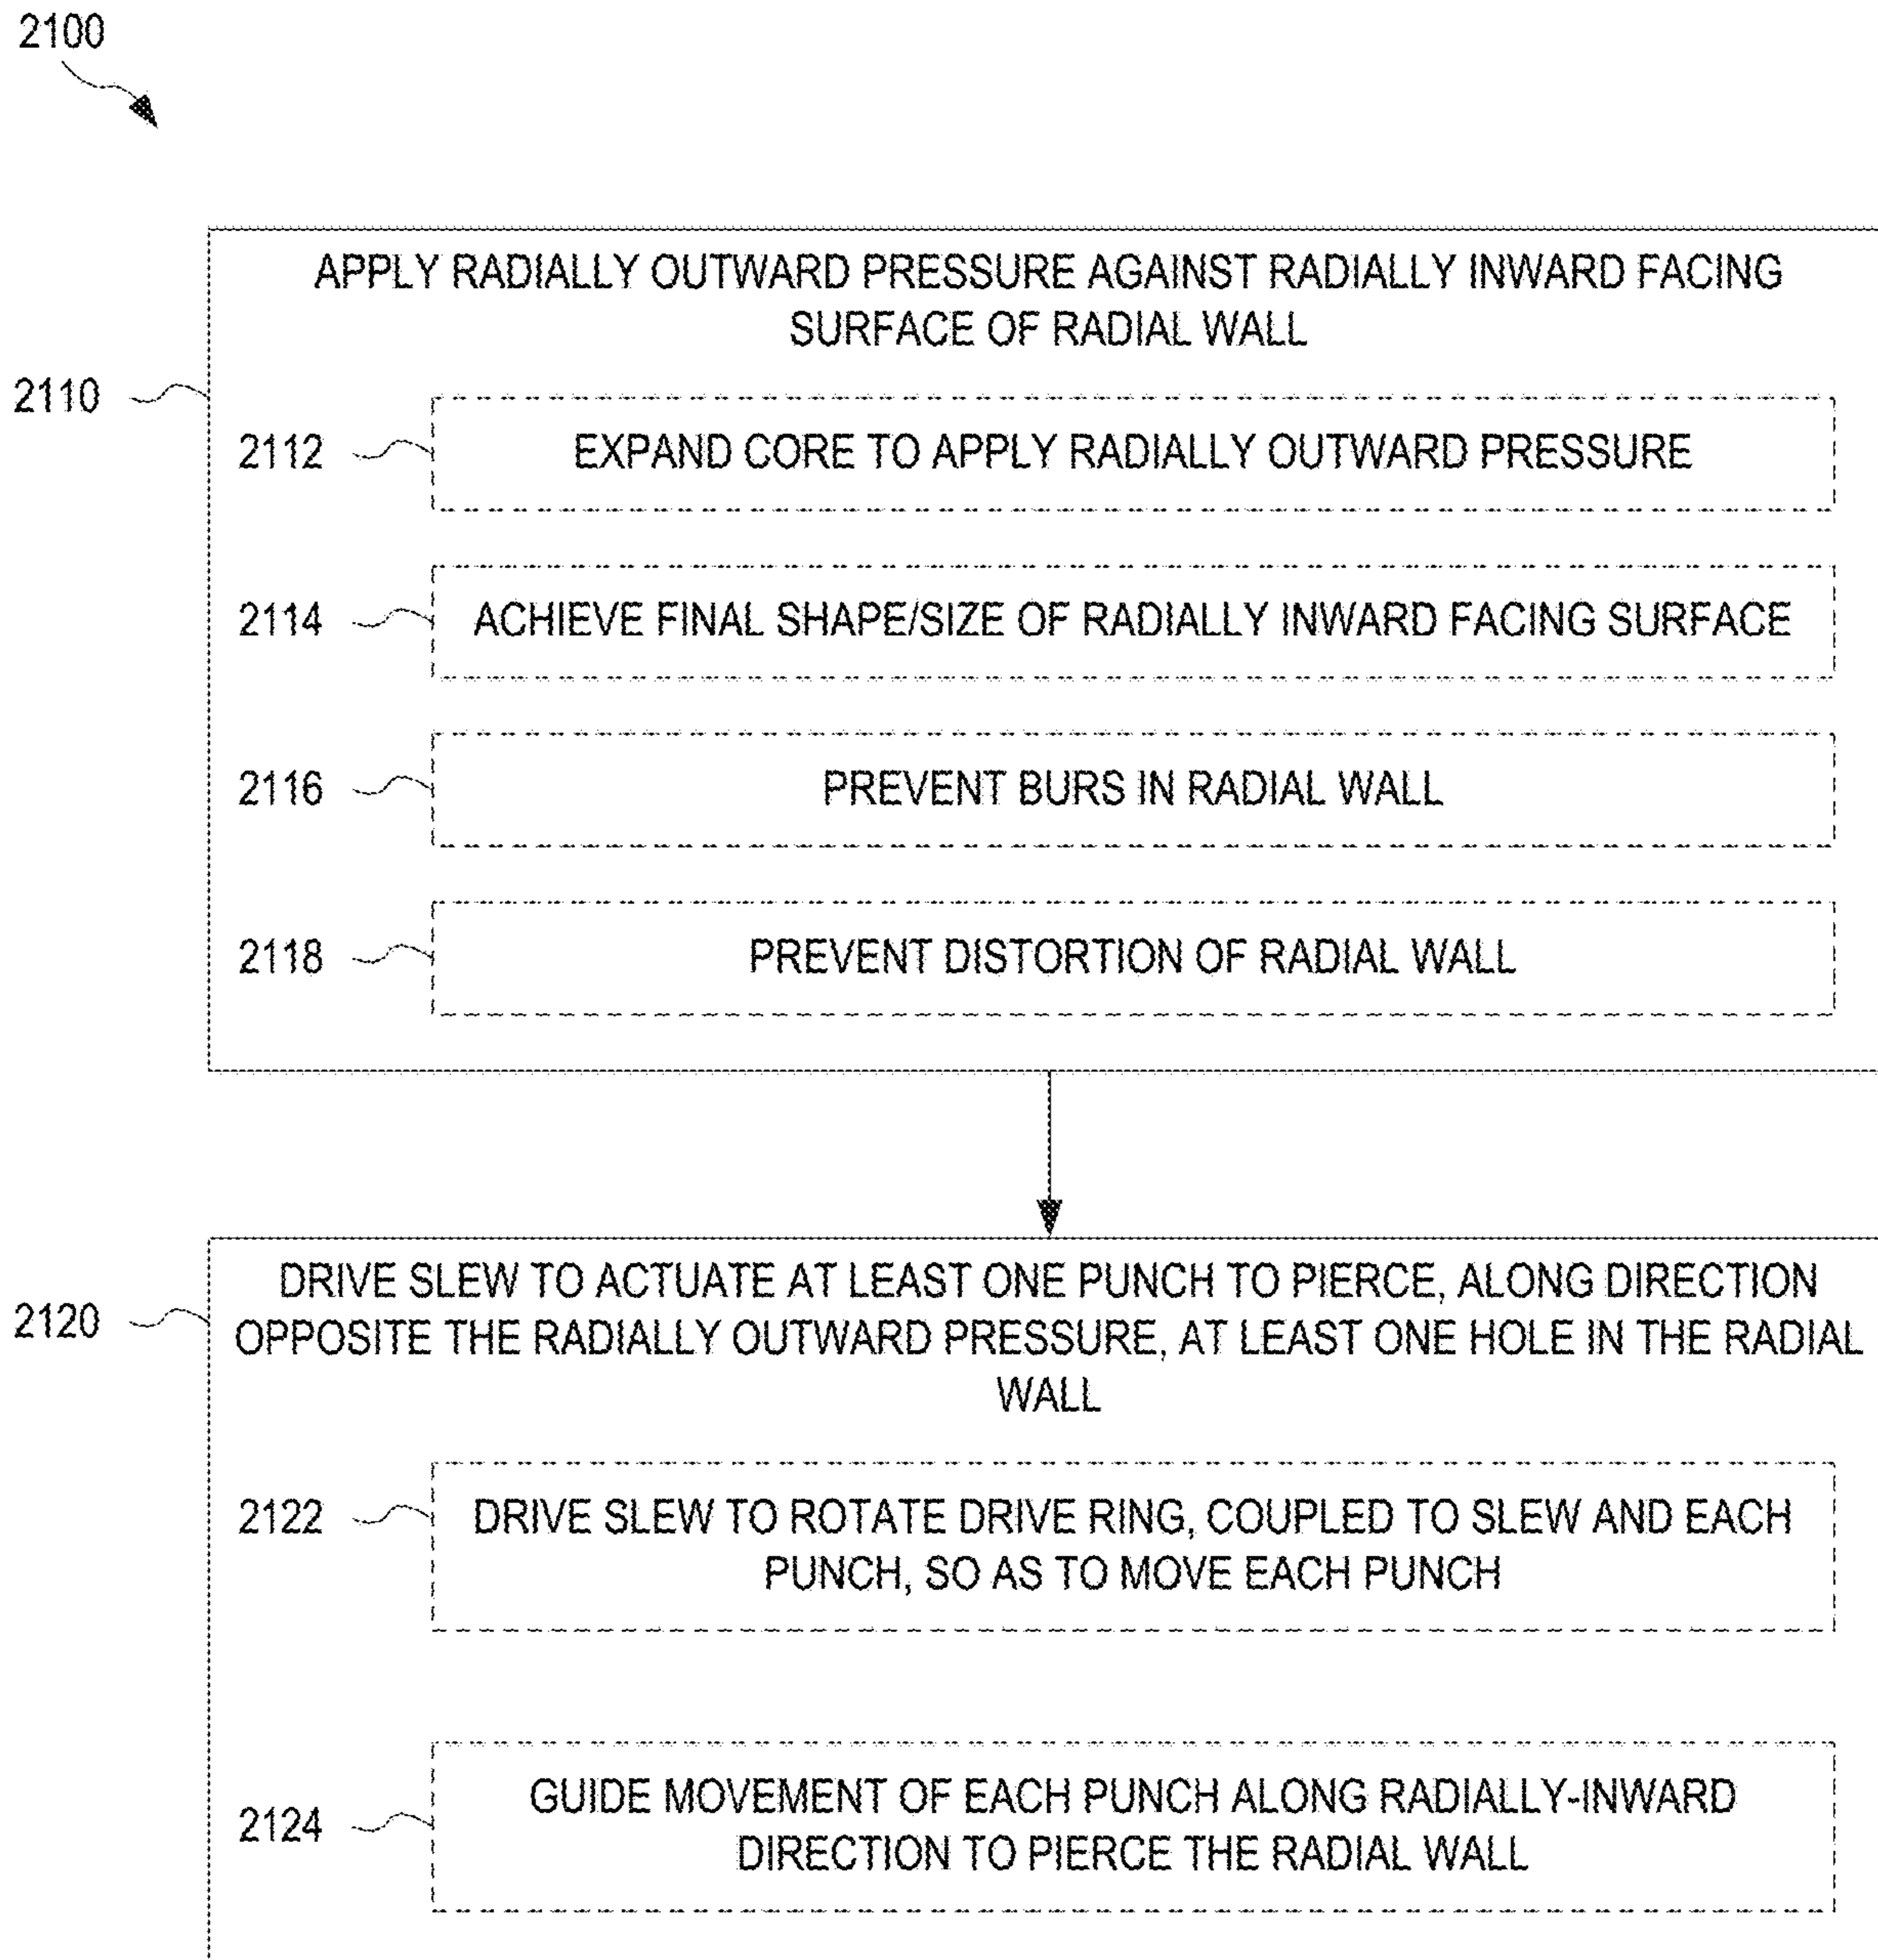 2100
APPLY RADIALLY OUTWARD PRESSURE AGAINST RADIALLY INWARD FACING
SURFACE OF RADIAL WALL
2110
2112
EXPAND CORE TO APPLY RADIALLY OUTWARD PRESSURE
2114
ACHIEVE FINAL SHAPE/SIZE OF RADIALLY INWARD FACING SURFACE
2116
PREVENT BURS IN RADIAL WALL
2118
PREVENT DISTORTION OF RADIAL WALL
DRIVE SLEW TO ACTUATE AT LEAST ONE PUNCH TO PIERCE, ALONG DIRECTION
2120
OPPOSITE THE RADIALLY OUTWARD PRESSURE, AT LEAST ONE HOLE IN THE RADIAL
WALL
2122
DRIVE SLEW TO ROTATE DRIVE RING, COUPLED TO SLEW AND EACH
PUNCH, SO AS TO MOVE EACH PUNCH
2124
GUIDE MOVEMENT OF EACH PUNCH ALONG RADIALLY-INWARD
DIRECTION TO PIERCE THE RADIAL WALL